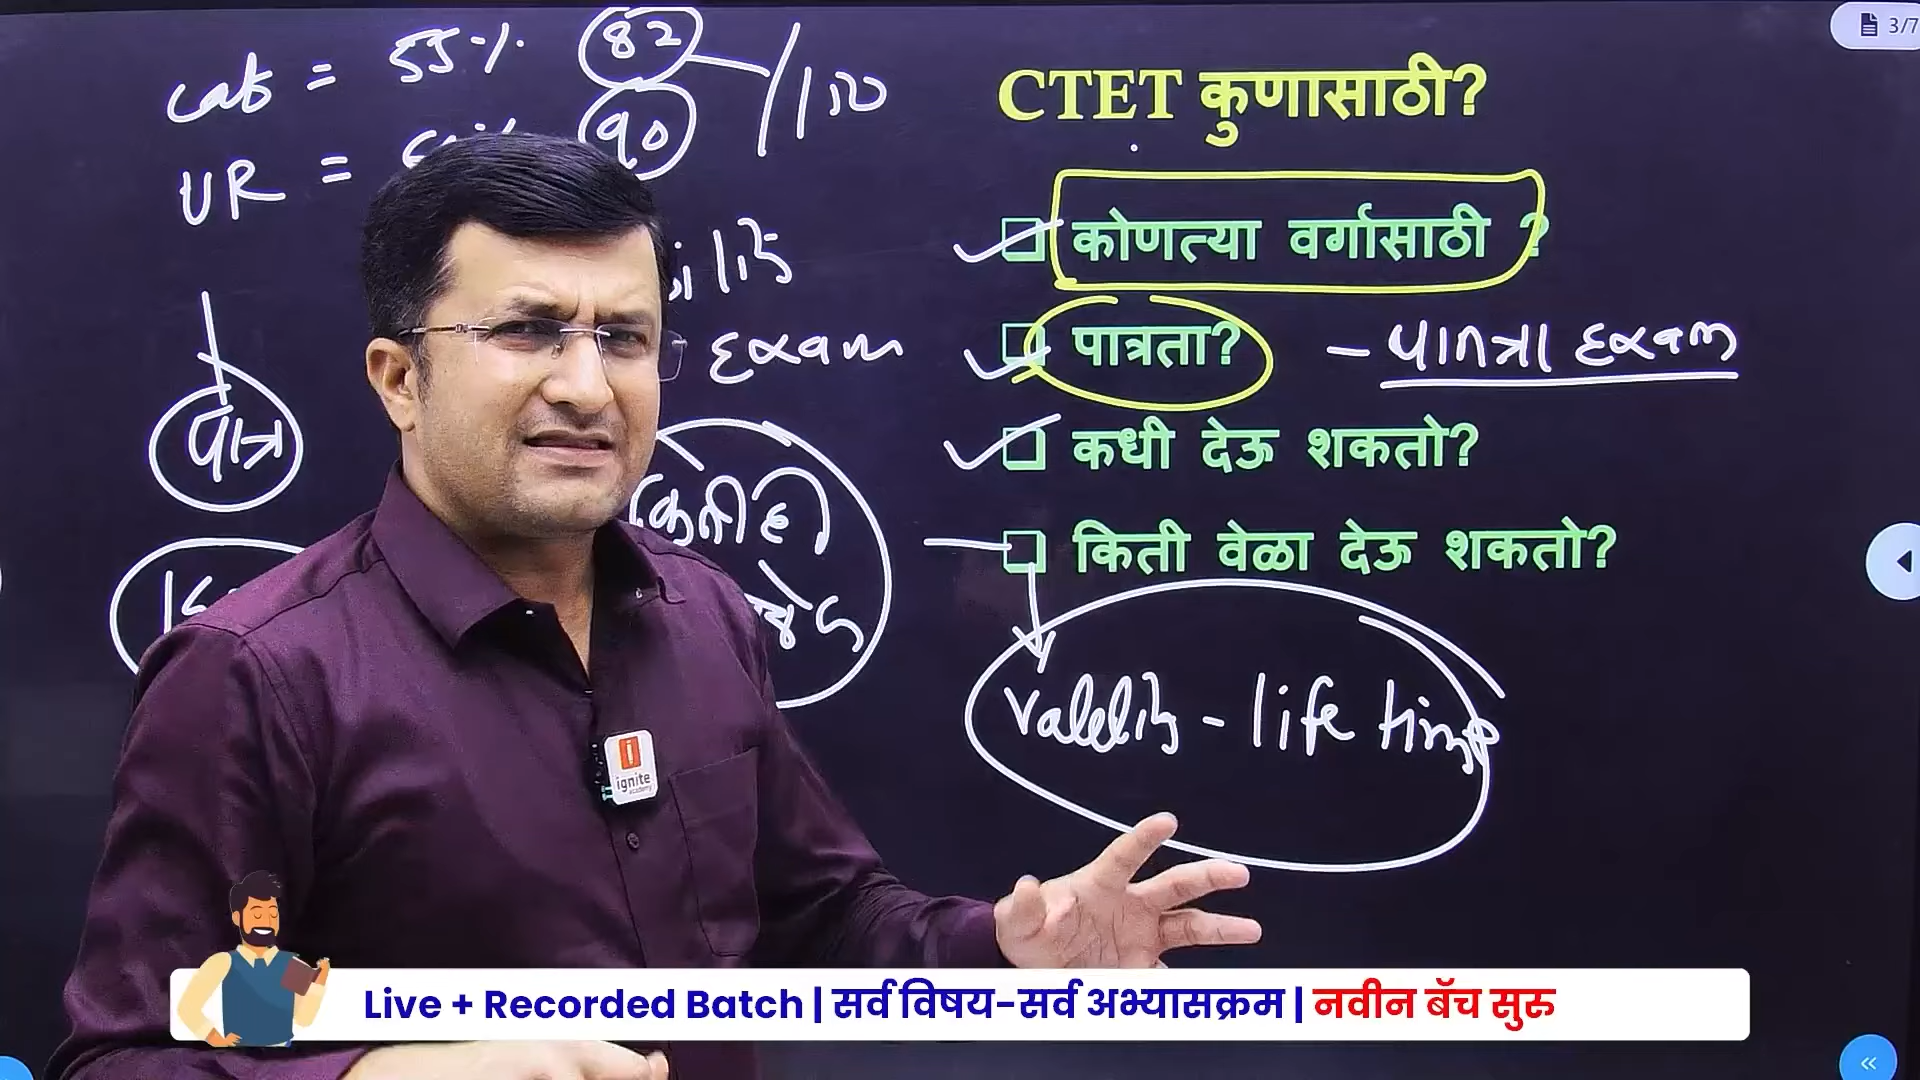 3/7
cat = 55% 82 / 150
UR = 90
CTET कुणासाठी?
कोणत्या वर्गासाठी ?
पात्रता? - पात्रता Exam
Exam
पात्र
कधी देऊ शकतो?
कितीही
किती वेळा देऊ शकतो?
validity - life time
ignite
academy
Live + Recorded Batch | सर्व विषय-सर्व अभ्यासक्रम | नवीन बॅच सुरु